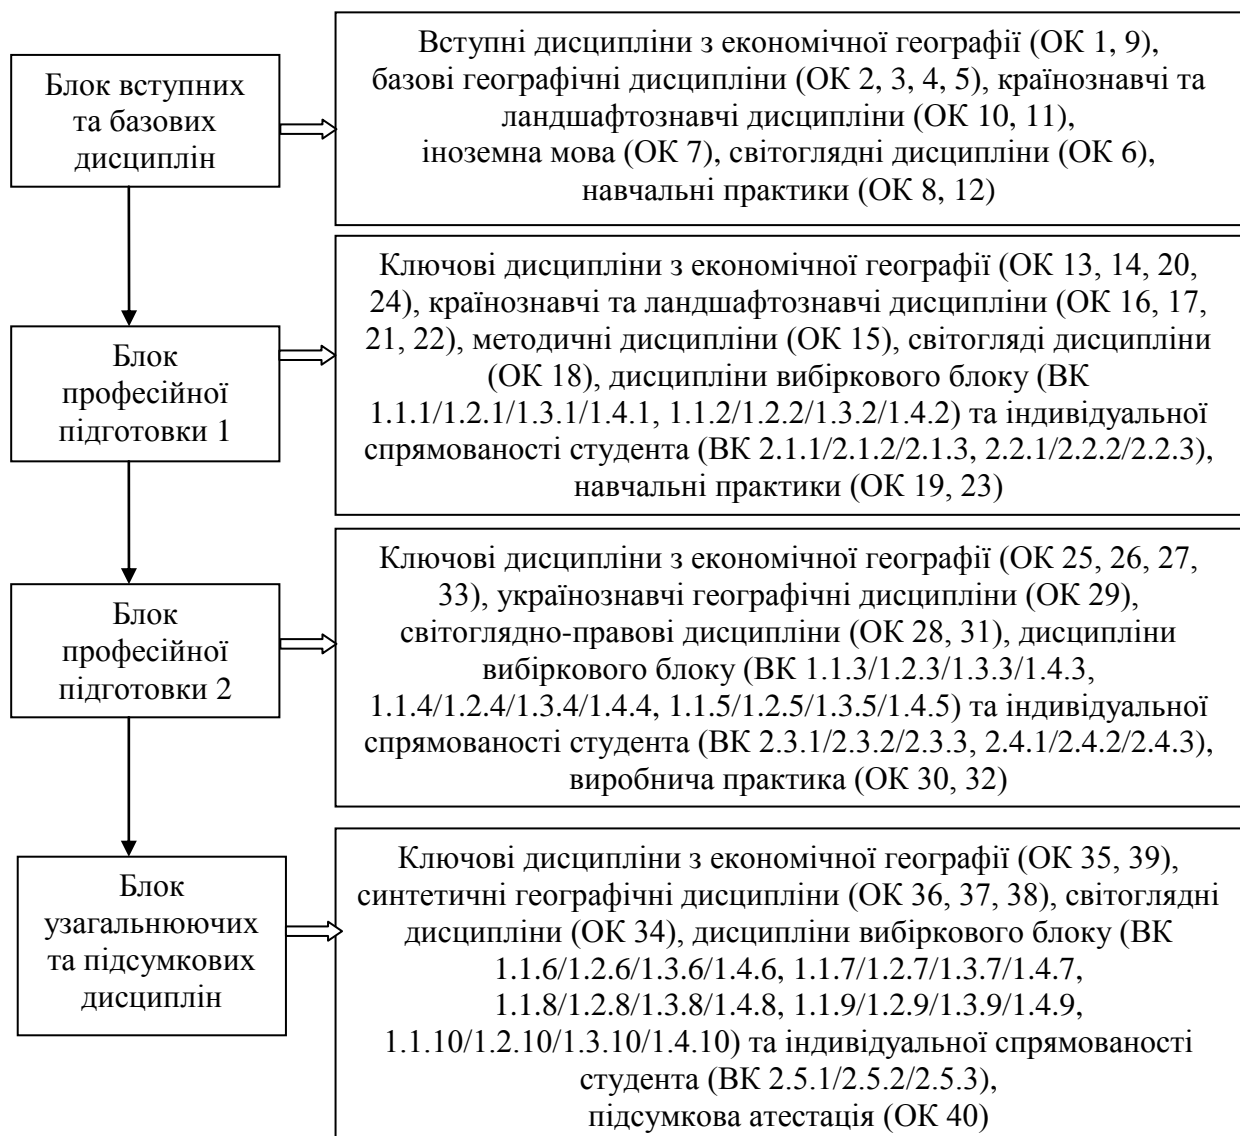 Блок вступних
та базових
дисциплін
Вступні дисципліни з економічної географії (ОК 1, 9),
базові географічні дисципліни (ОК 2, 3, 4, 5), країнознавчі та
ландшафтознавчі дисципліни (ОК 10, 11),
іноземна мова (ОК 7), світоглядні дисципліни (ОК 6),
навчальні практики (ОК 8, 12)
Блок
професійної
підготовки 1
Ключові дисципліни з економічної географії (ОК 13, 14, 20,
24), країнознавчі та ландшафтознавчі дисципліни (ОК 16, 17,
21, 22), методичні дисципліни (ОК 15), світогляді дисципліни
(ОК 18), дисципліни вибіркового блоку (ВК
1.1.1/1.2.1/1.3.1/1.4.1, 1.1.2/1.2.2/1.3.2/1.4.2) та індивідуальної
спрямованості студента (ВК 2.1.1/2.1.2/2.1.3, 2.2.1/2.2.2/2.2.3),
навчальні практики (ОК 19, 23)
Блок
професійної
підготовки 2
Ключові дисципліни з економічної географії (ОК 25, 26, 27,
33), українознавчі географічні дисципліни (ОК 29),
світоглядно-правові дисципліни (ОК 28, 31), дисципліни
вибіркового блоку (ВК 1.1.3/1.2.3/1.3.3/1.4.3,
1.1.4/1.2.4/1.3.4/1.4.4, 1.1.5/1.2.5/1.3.5/1.4.5) та індивідуальної
спрямованості студента (ВК 2.3.1/2.3.2/2.3.3, 2.4.1/2.4.2/2.4.3),
виробнича практика (ОК 30, 32)
Блок
узагальнюючих
та підсумкових
дисциплін
Ключові дисципліни з економічної географії (ОК 35, 39),
синтетичні географічні дисципліни (ОК 36, 37, 38), світоглядні
дисципліни (ОК 34), дисципліни вибіркового блоку (ВК
1.1.6/1.2.6/1.3.6/1.4.6, 1.1.7/1.2.7/1.3.7/1.4.7,
1.1.8/1.2.8/1.3.8/1.4.8, 1.1.9/1.2.9/1.3.9/1.4.9,
1.1.10/1.2.10/1.3.10/1.4.10) та індивідуальної спрямованості
студента (ВК 2.5.1/2.5.2/2.5.3),
підсумкова атестація (ОК 40)